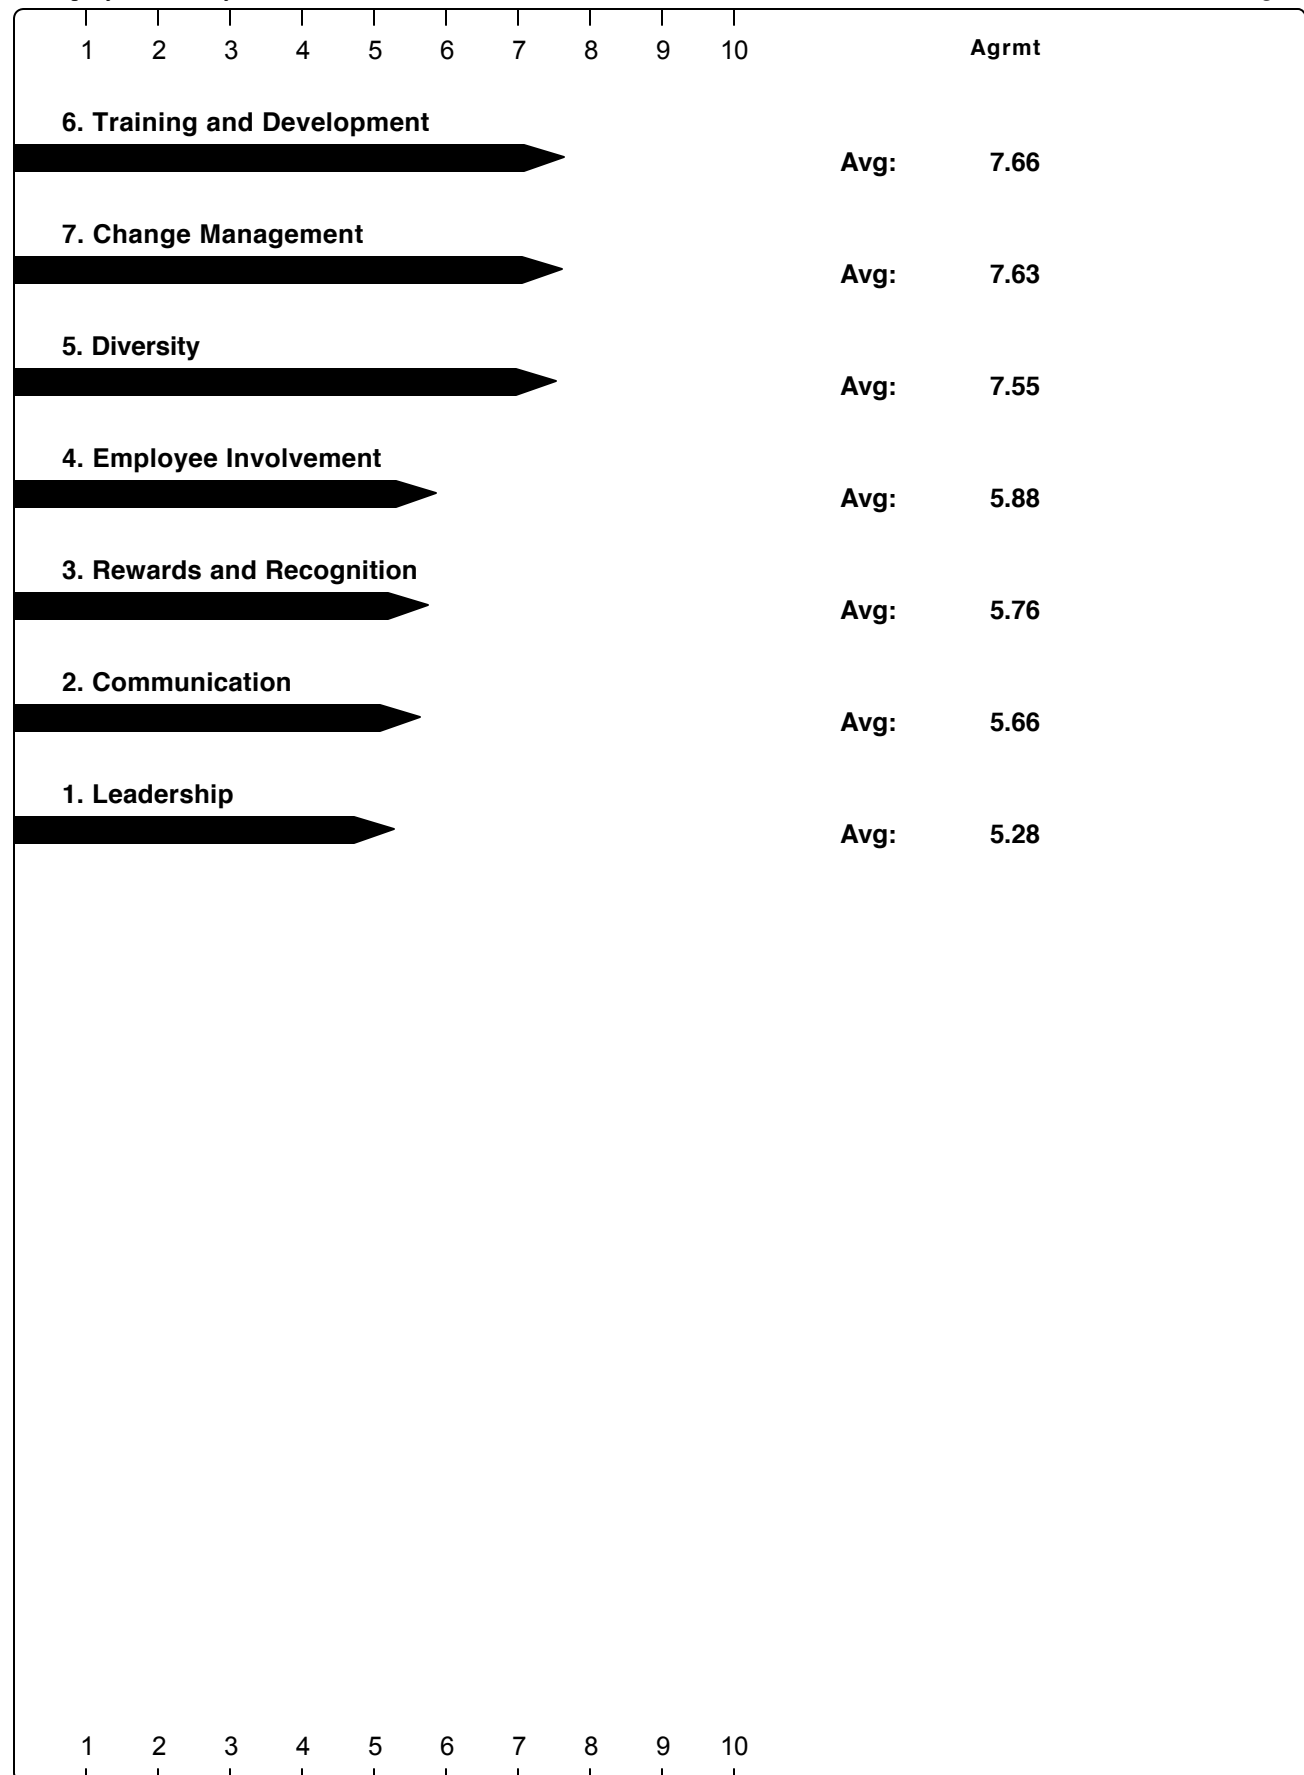 1 2 3 4 5 6 7 8 9 10 Agrmt
6. Training and Development
Avg: 7.66
7. Change Management
Avg: 7.63
5. Diversity
Avg: 7.55
4. Employee Involvement
Avg: 5.88
3. Rewards and Recognition
Avg: 5.76
2. Communication
Avg: 5.66
1. Leadership
Avg: 5.28
1 2 3 4 5 6 7 8 9 10